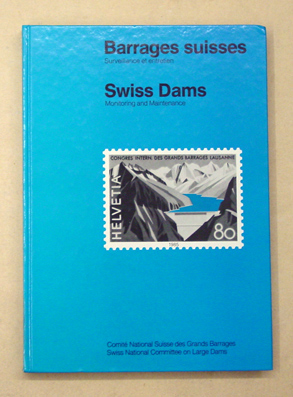 Barrages suisses
Surveillance et entretien
Swiss Dams
Monitoring and Maintenance
CONGRES INTERN. DES GRANDS BARRAGES LAUSANNE
HELVETIA
80
1985
Comité National Suisse des Grands Barrages
Swiss National Committee on Large Dams